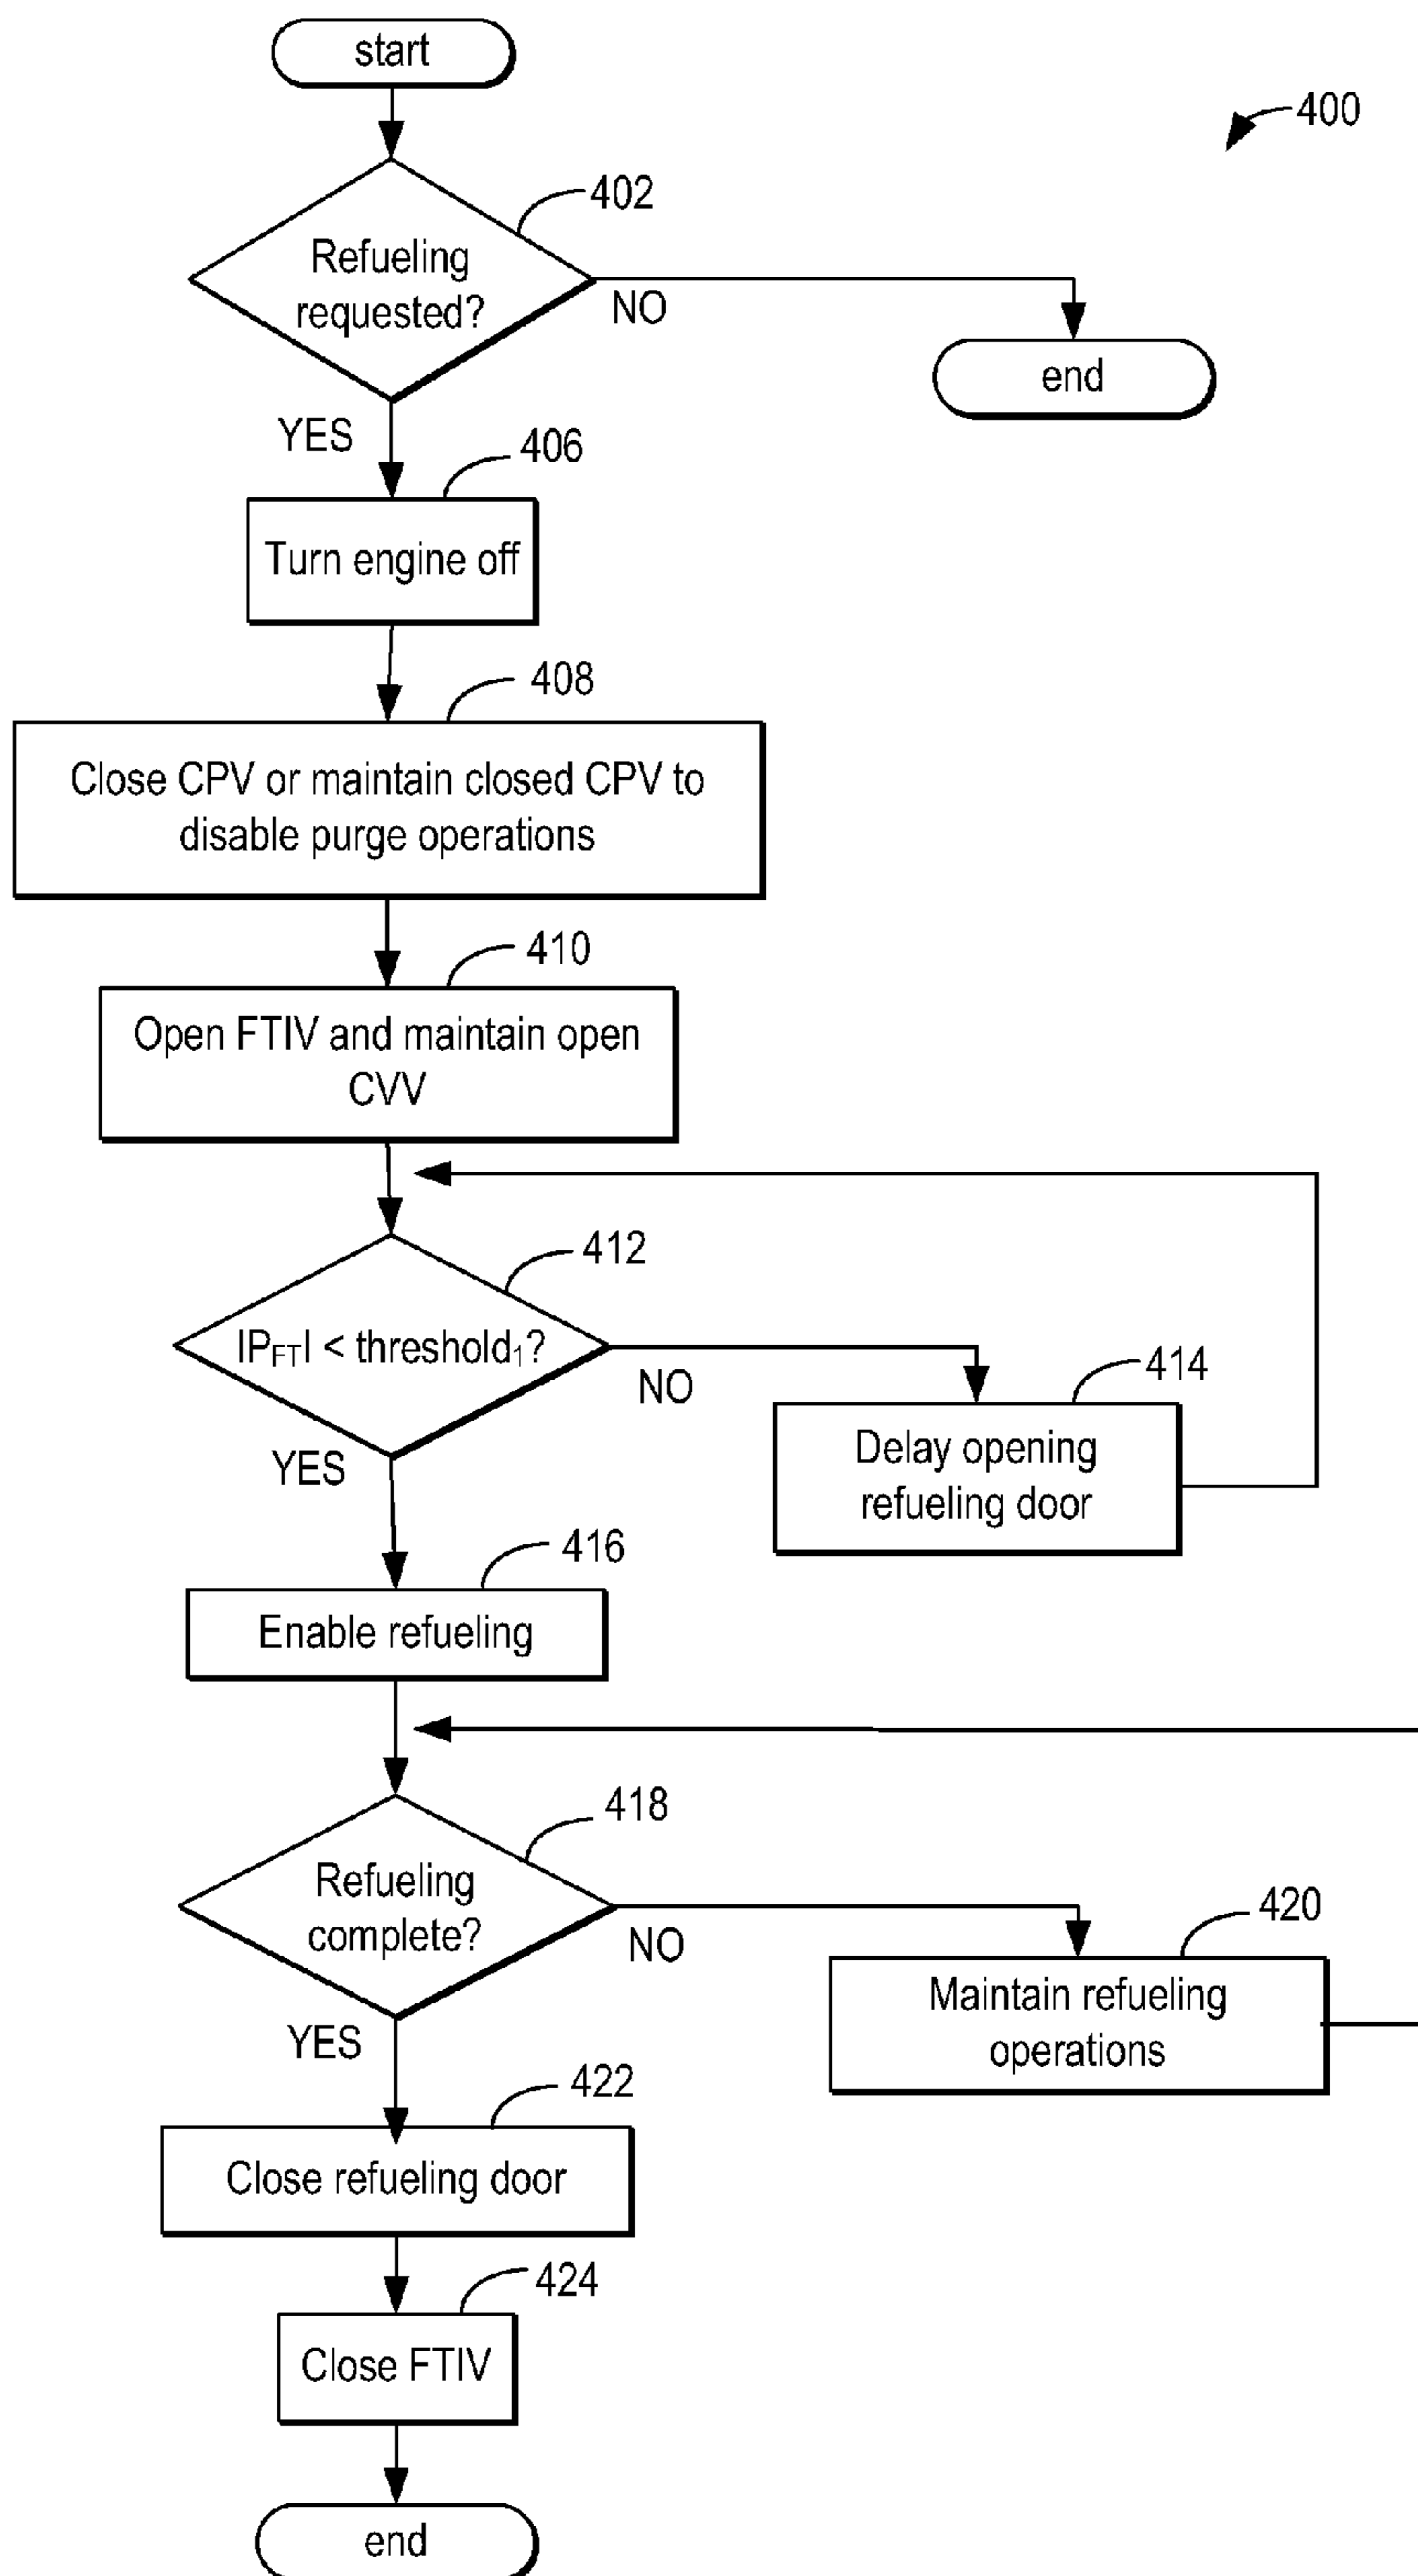 start
400
402
Refueling
requested?
NO
end
YES
406
Turn engine off
408
Close CPV or maintain closed CPV to
disable purge operations
410
Open FTIV and maintain open
CVV
412
|P_FT| < threshold₁?
NO
414
YES
Delay opening
refueling door
416
Enable refueling
418
Refueling
complete?
NO
420
Maintain refueling
operations
YES
422
Close refueling door
424
Close FTIV
end